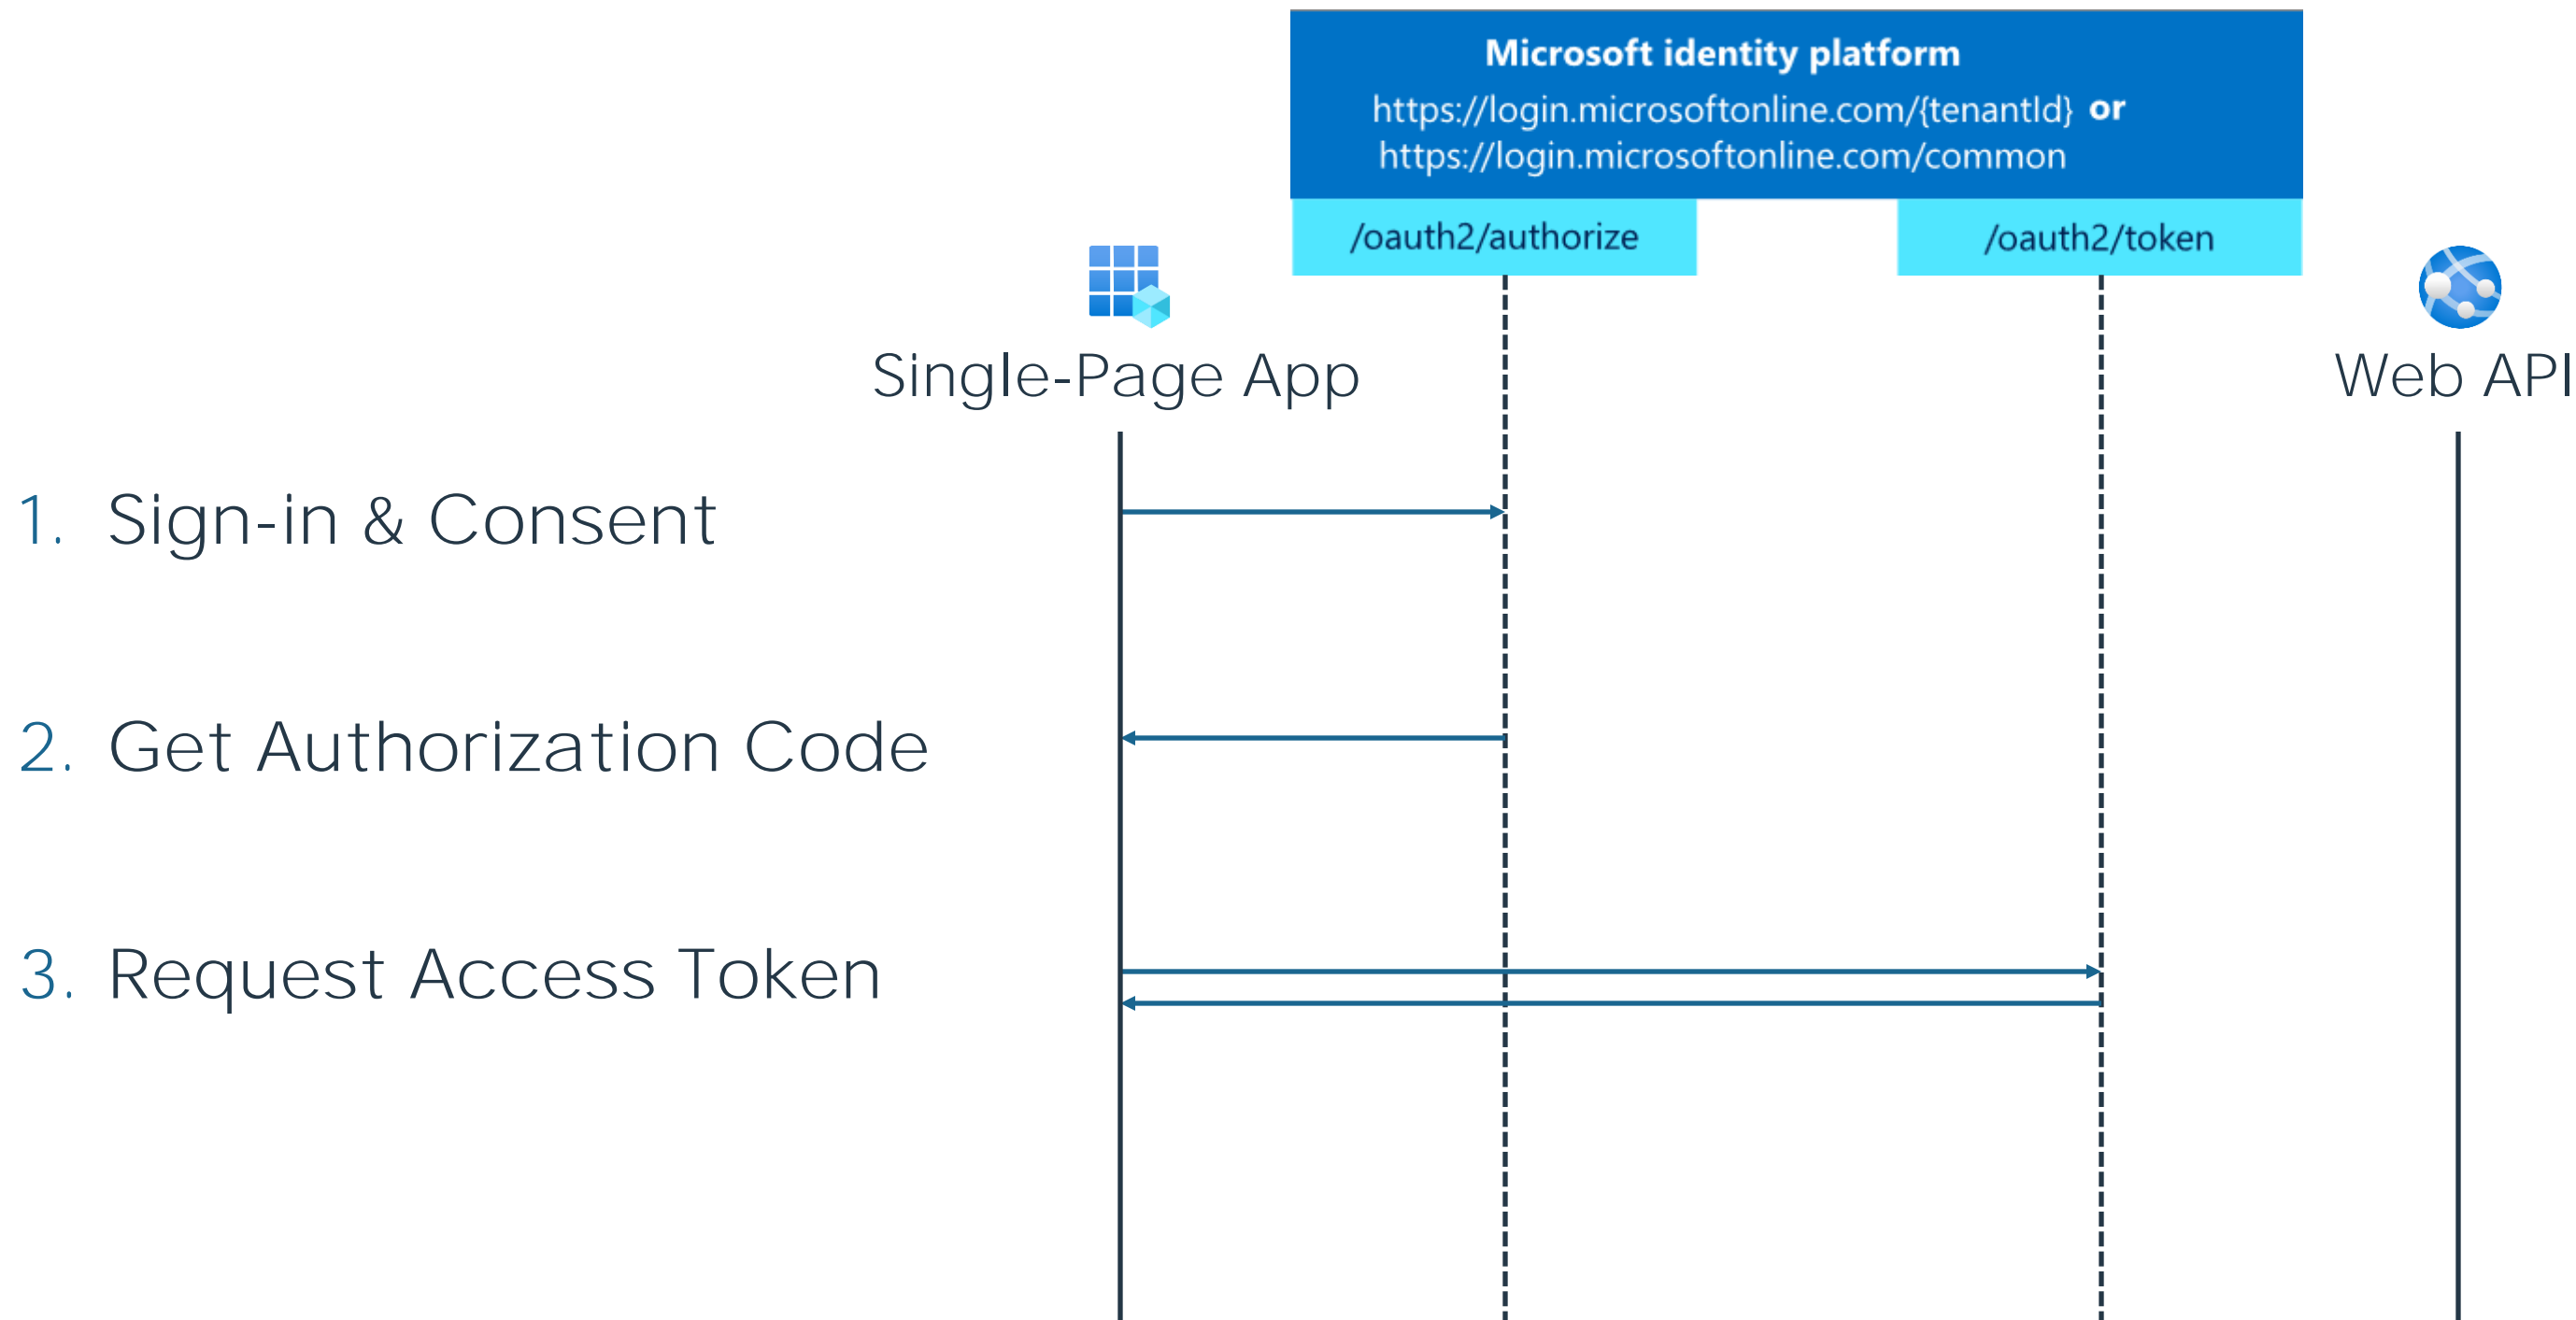 Microsoft identity platform
https://login.microsoftonline.com/{tenantId} or
https://login.microsoftonline.com/common
/oauth2/authorize
/oauth2/token
Single-Page App
Web API
1. Sign-in & Consent
2. Get Authorization Code
3. Request Access Token